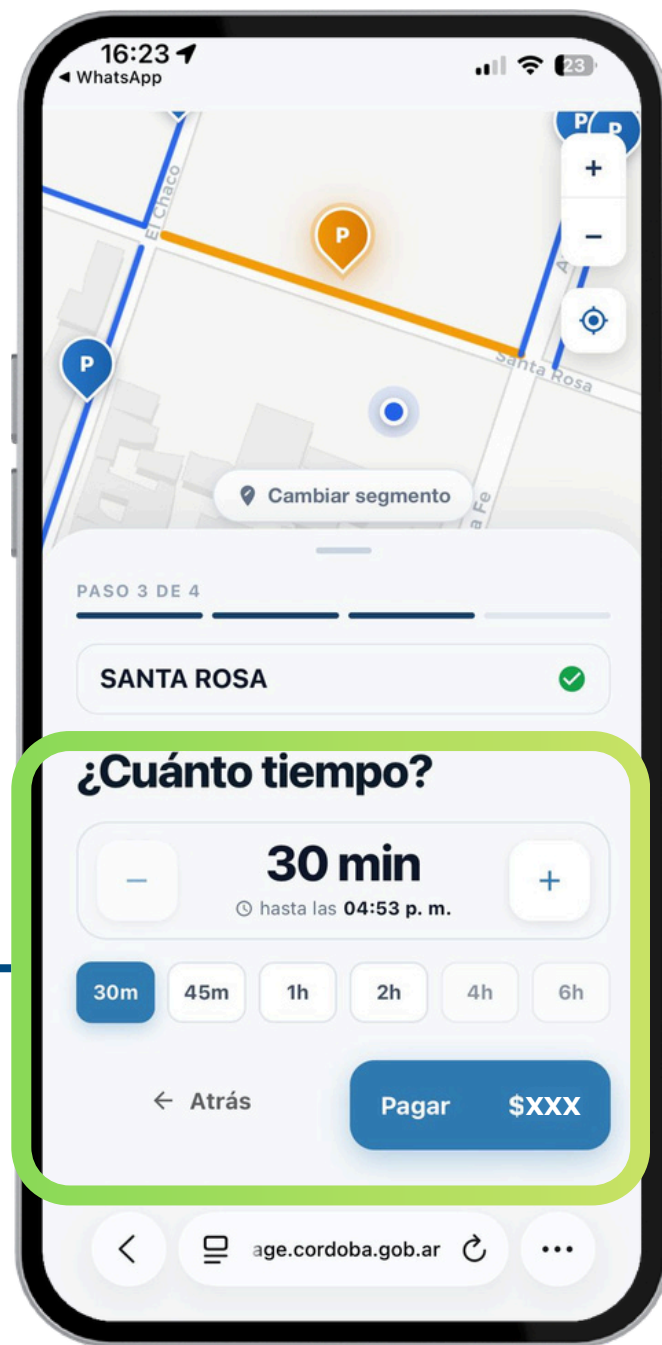 16:23
◀ WhatsApp
23
P P
El Chaco
P
+
−
A
Santa Rosa
P
Cambiar segmento
a Fe
PASO 3 DE 4
SANTA ROSA
¿Cuánto tiempo?
− 30 min +
hasta las 04:53 p. m.
30m 45m 1h 2h 4h 6h
← Atrás Pagar $XXX
age.cordoba.gob.ar